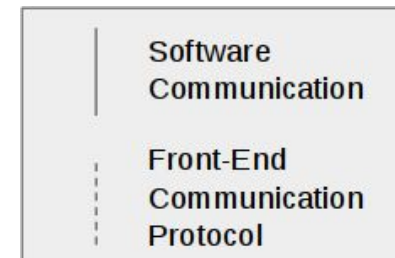 Software
Communication
Front-End
Communication
Protocol